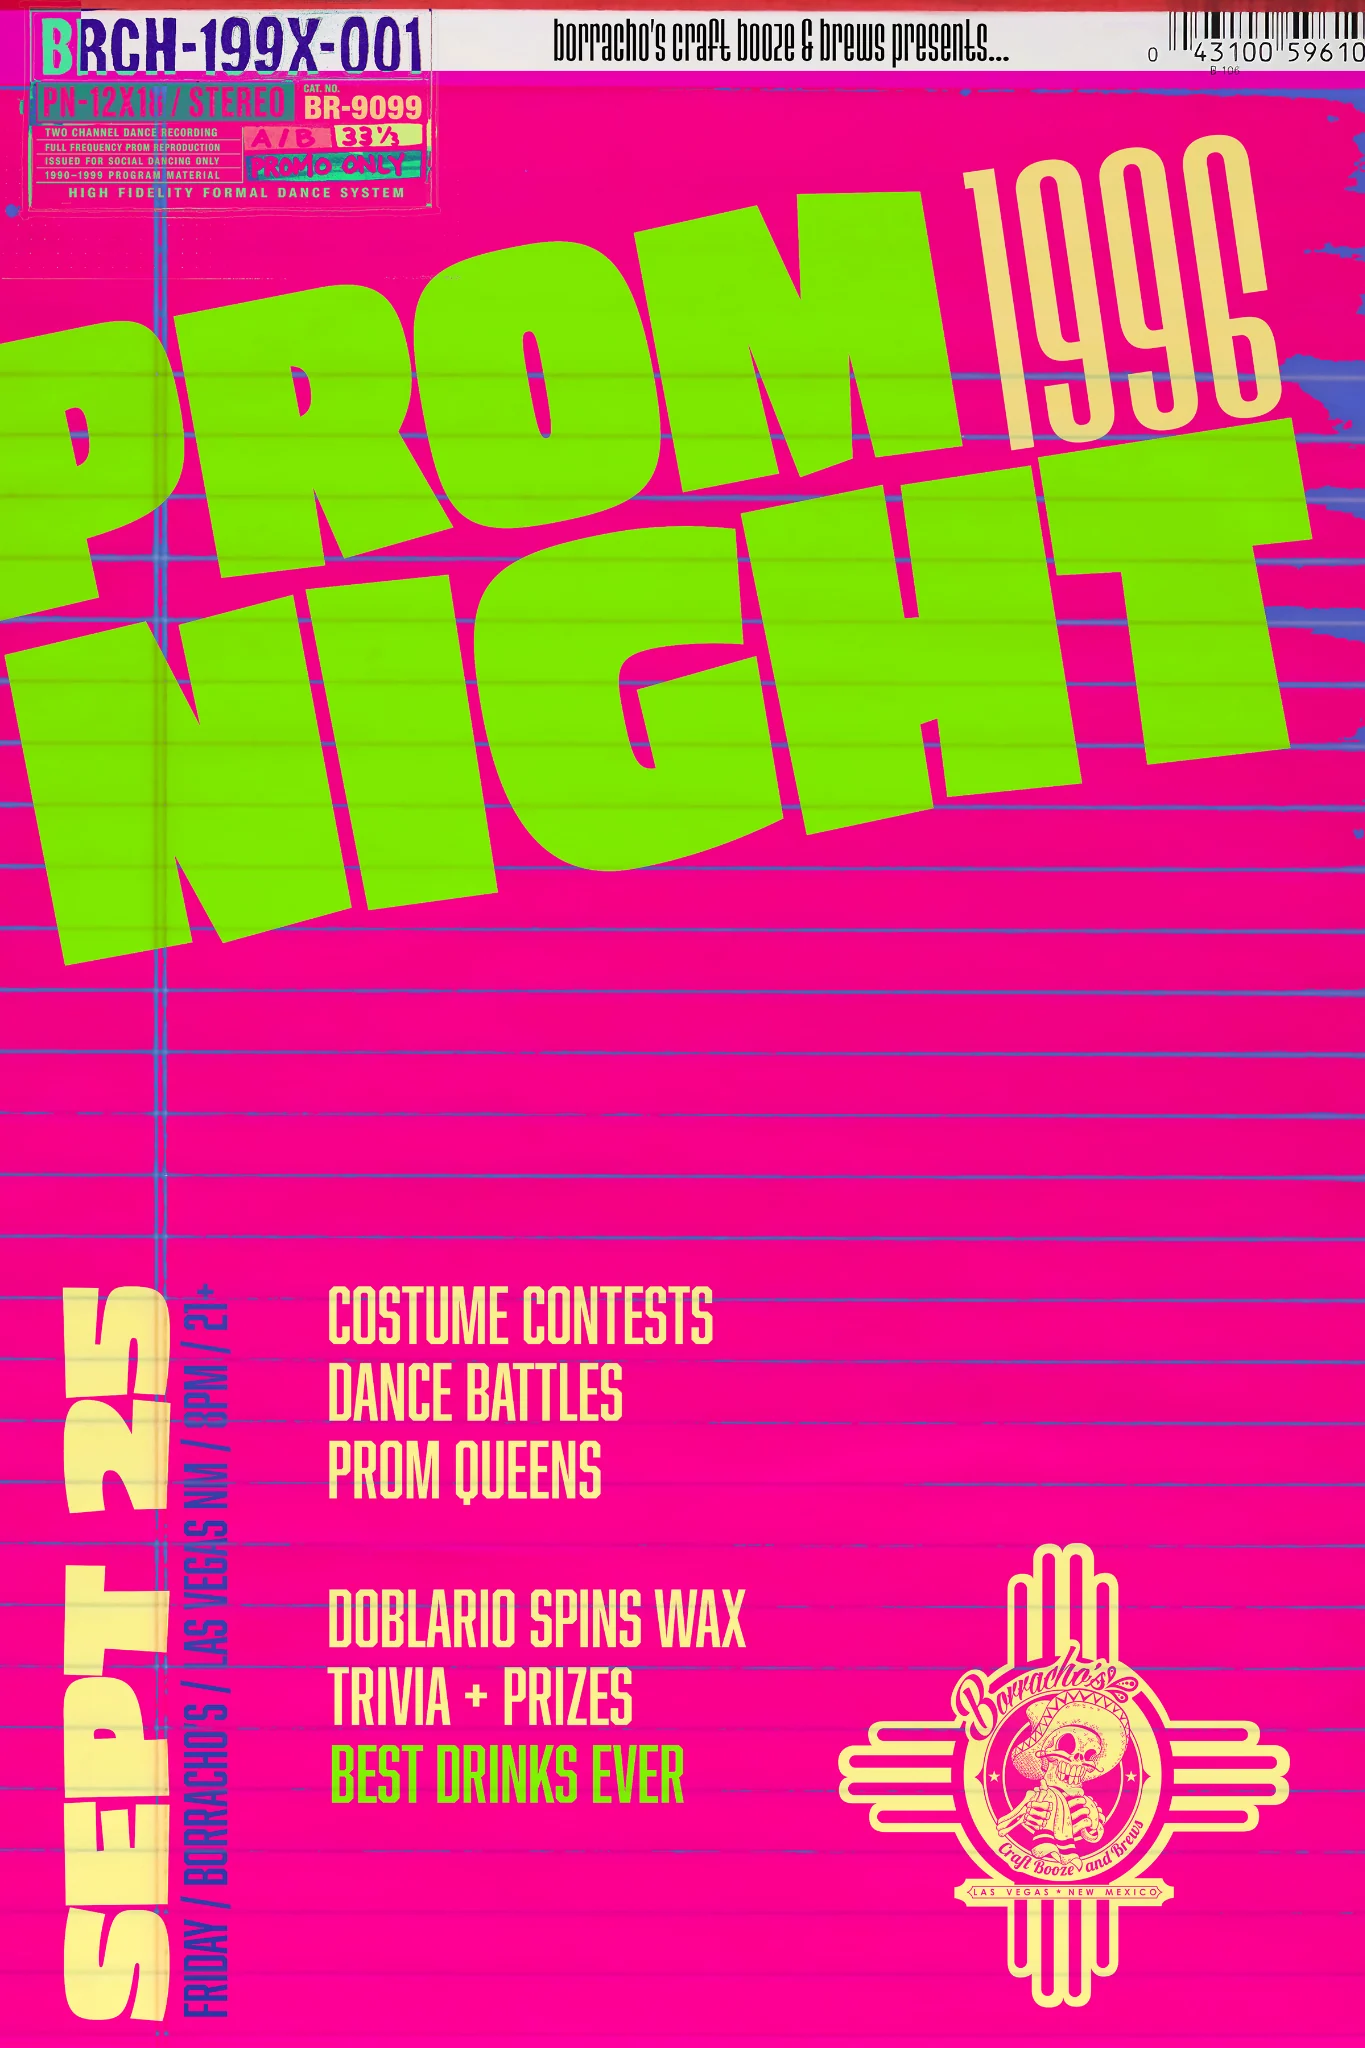 BRCH-199X-001
PN-12X18 / STEREO
CAT. NO.
BR-9099
TWO CHANNEL DANCE RECORDING
FULL FREQUENCY PROM REPRODUCTION
ISSUED FOR SOCIAL DANCING ONLY
1990-1999 PROGRAM MATERIAL
A/B
33⅓
PROMO ONLY
HIGH FIDELITY FORMAL DANCE SYSTEM
borracho's craft booze & brews presents...
0 43100 59610
B-106
PROM
1996
NIGHT
SEPT 25
FRIDAY / BORRACHO'S / LAS VEGAS NM / 8PM / 21+
COSTUME CONTESTS
DANCE BATTLES
PROM QUEENS
DOBLARIO SPINS WAX
TRIVIA + PRIZES
BEST DRINKS EVER
Borracho's
Craft Booze and Brews
LAS VEGAS ★ NEW MEXICO